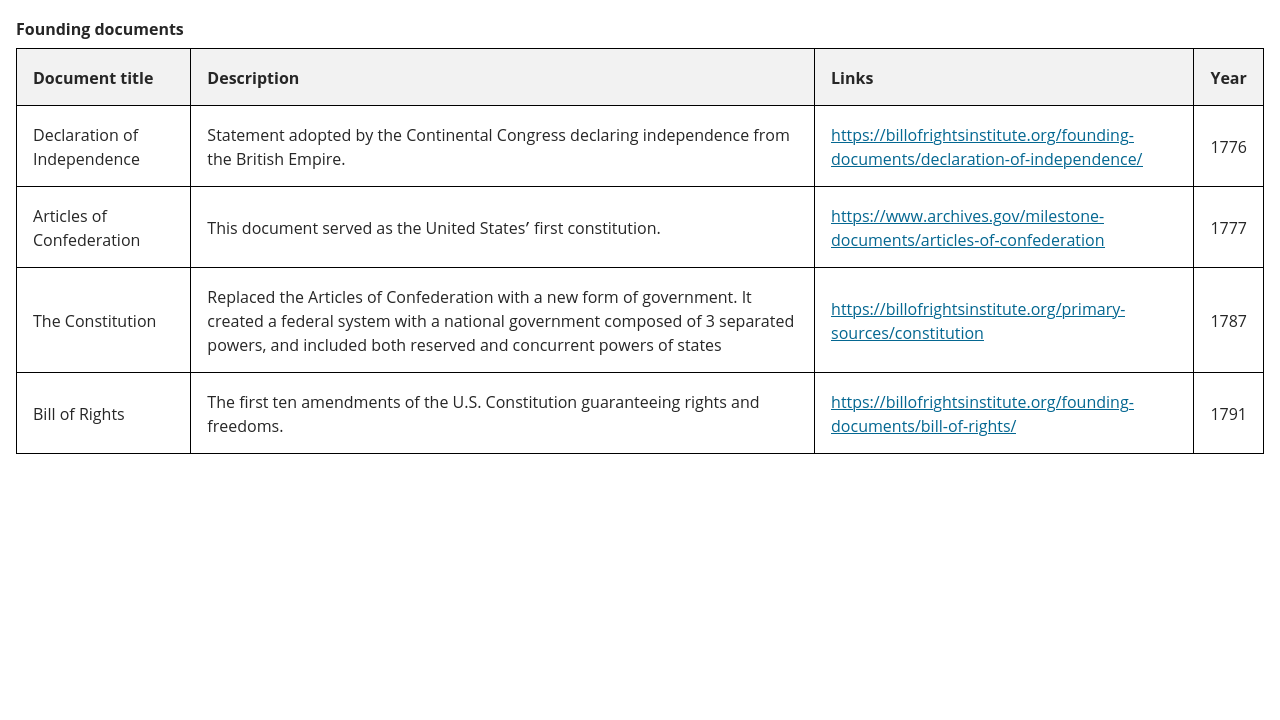 Founding documents
Document title
Description
Links
Year
Declaration of
Independence
Statement adopted by the Continental Congress declaring independence from
the British Empire.
https://billofrightsinstitute.org/founding-
documents/declaration-of-independence/
1776
Articles of
Confederation
This document served as the United States’ first constitution.
https://www.archives.gov/milestone-
documents/articles-of-confederation
1777
The Constitution
Replaced the Articles of Confederation with a new form of government. It
created a federal system with a national government composed of 3 separated
powers, and included both reserved and concurrent powers of states
https://billofrightsinstitute.org/primary-
sources/constitution
1787
Bill of Rights
The first ten amendments of the U.S. Constitution guaranteeing rights and
freedoms.
https://billofrightsinstitute.org/founding-
documents/bill-of-rights/
1791